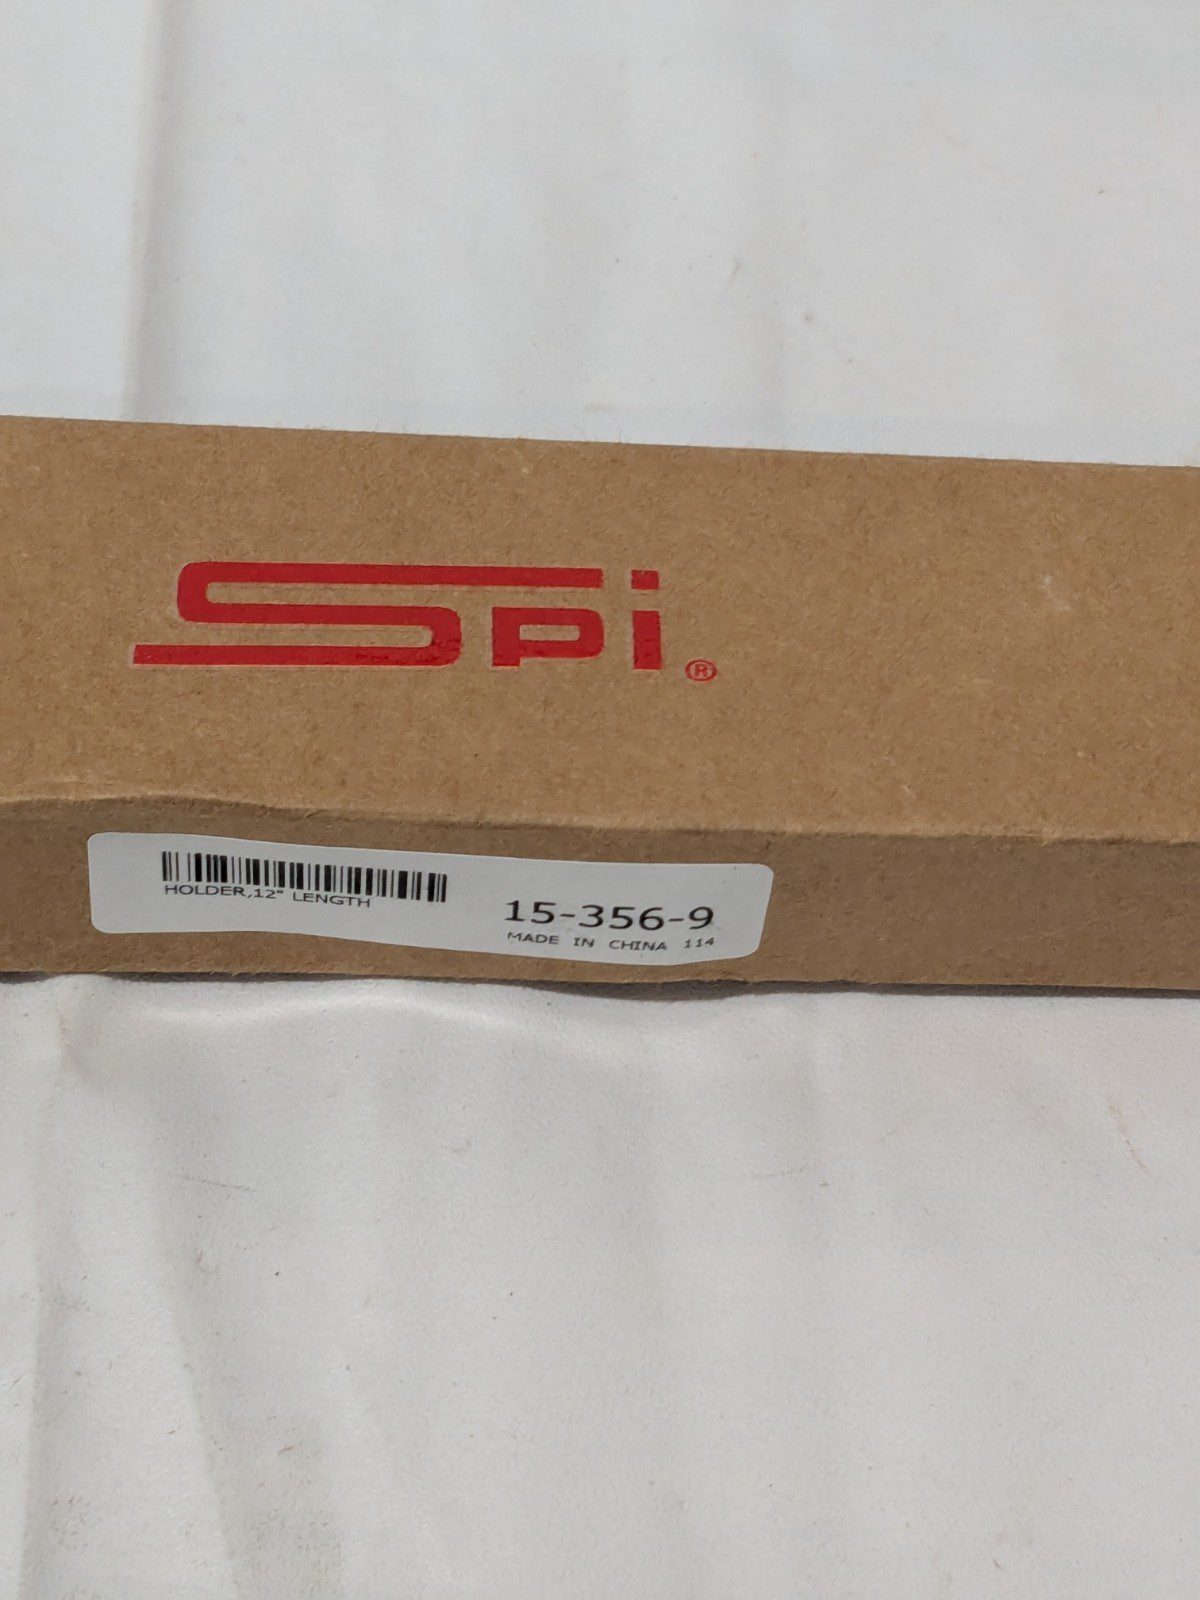 SPi®
HOLDER,12" LENGTH
15-356-9
MADE IN CHINA 114